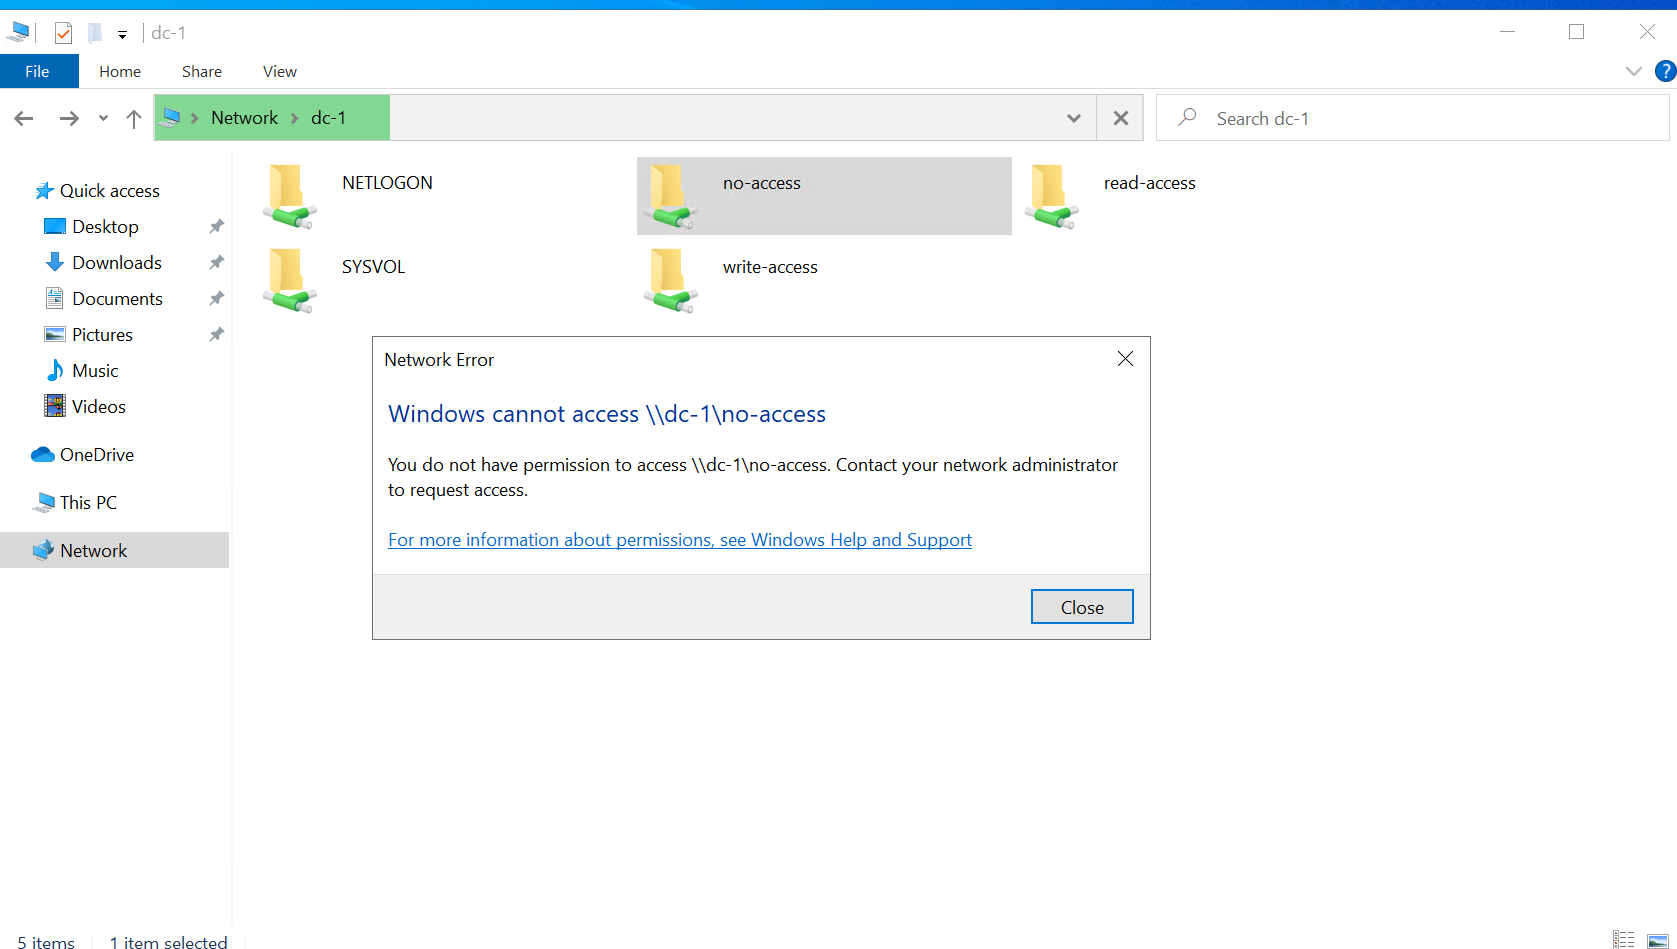 dc-1
File Home Share View
Network dc-1
Search dc-1
Quick access
Desktop
Downloads
Documents
Pictures
Music
Videos
OneDrive
This PC
Network
NETLOGON
no-access
read-access
SYSVOL
write-access
Network Error
Windows cannot access \\dc-1\no-access
You do not have permission to access \\dc-1\no-access. Contact your network administrator
to request access.
For more information about permissions, see Windows Help and Support
Close
5 items 1 item selected